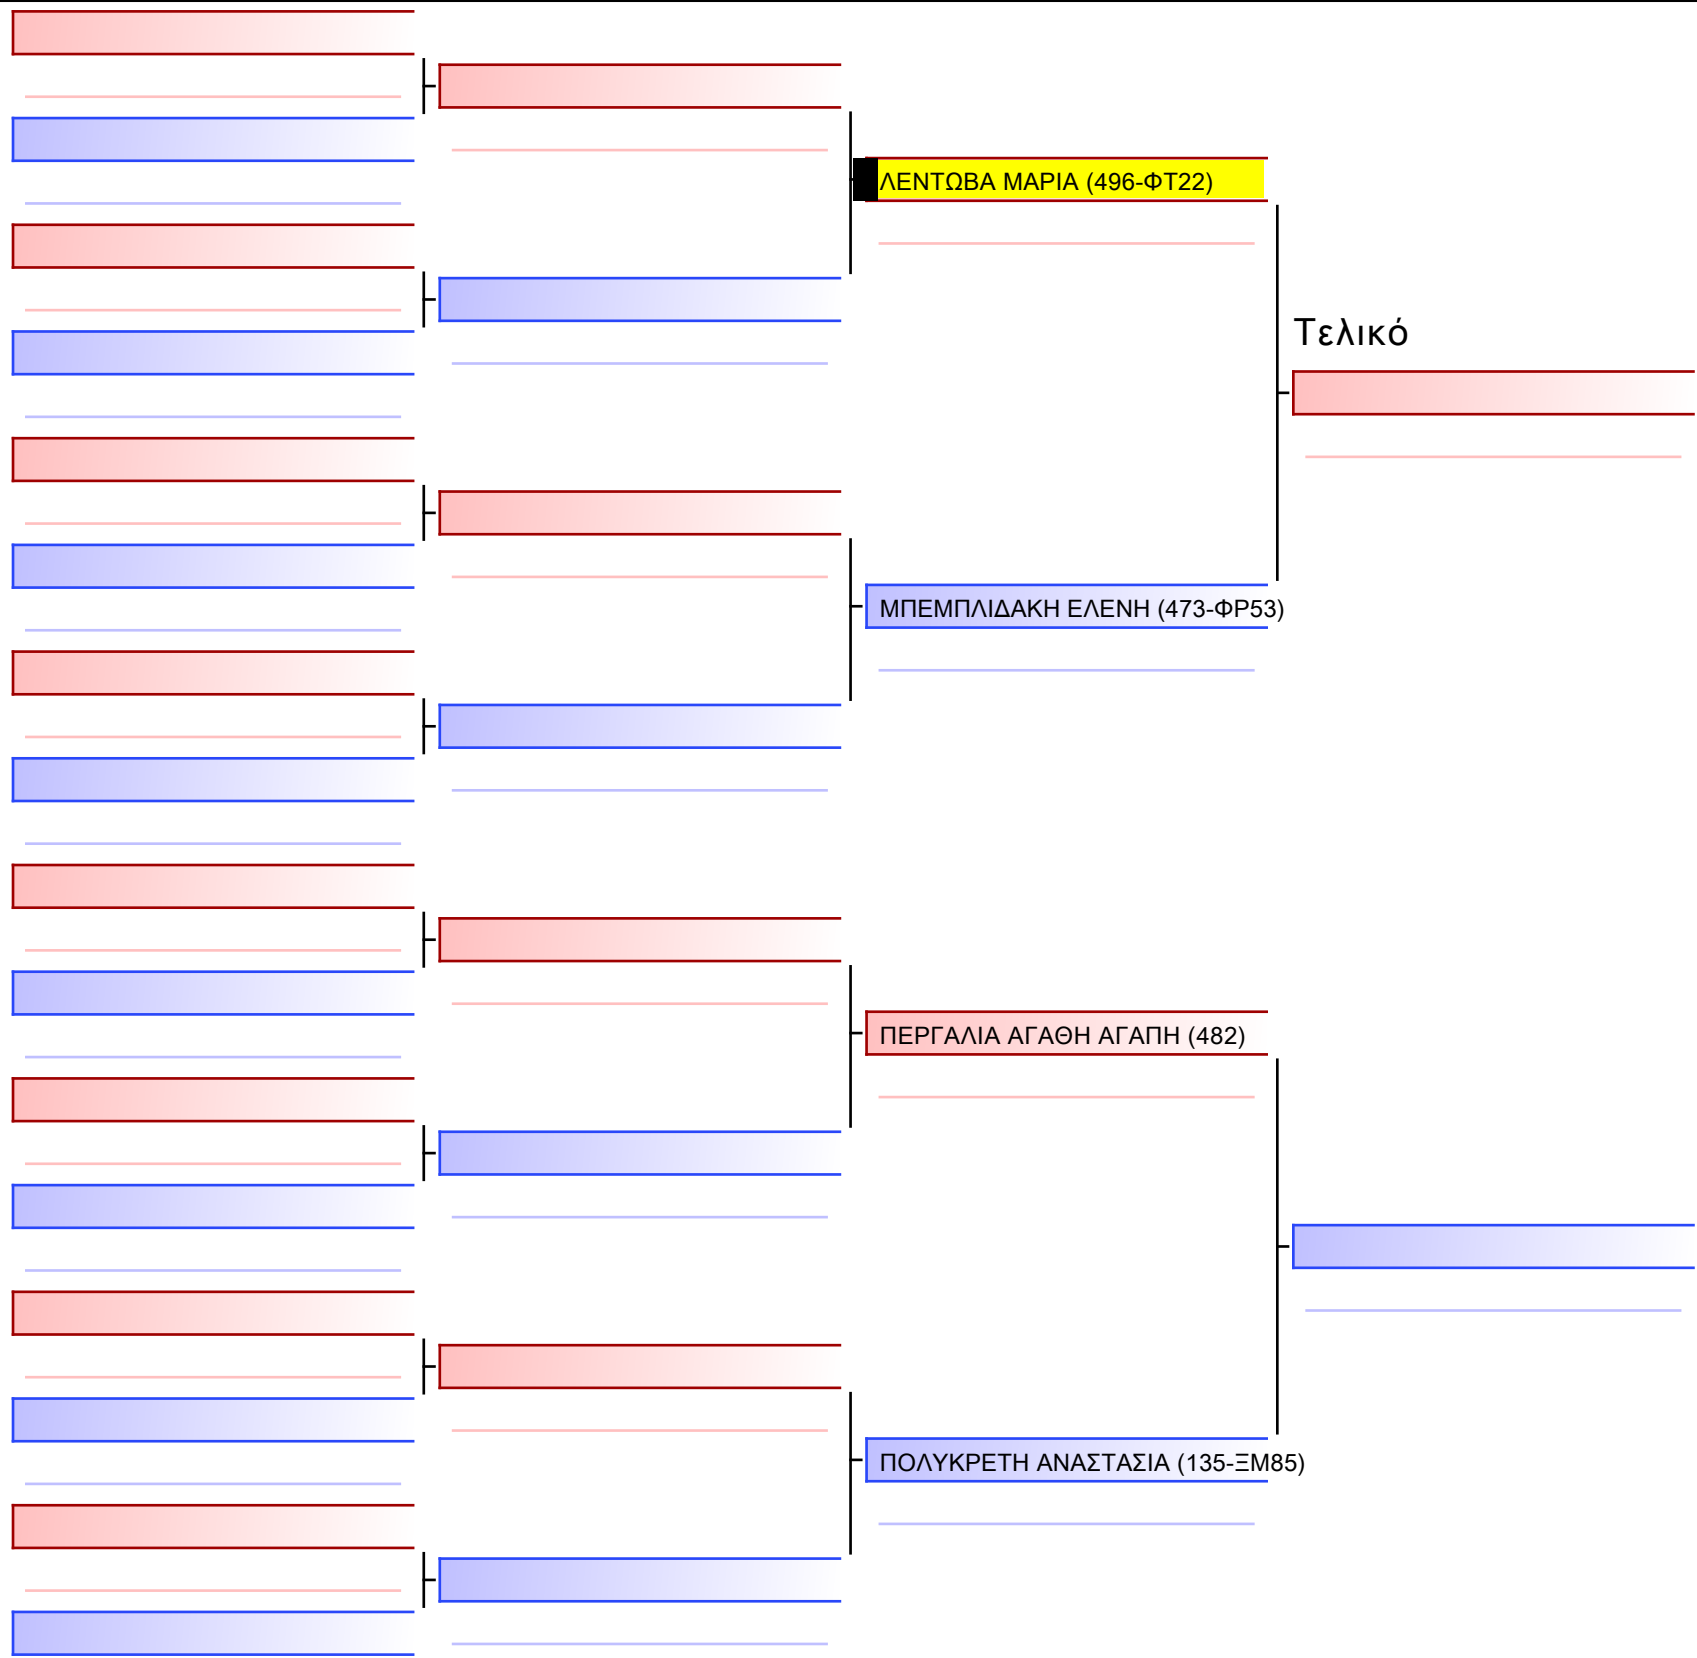 ΛΕΝΤΩΒΑ ΜΑΡΙΑ (496-ΦΤ22)
Τελικό
ΜΠΕΜΠΛΙΔΑΚΗ ΕΛΕΝΗ (473-ΦΡ53)
ΠΕΡΓΑΛΙΑ ΑΓΑΘΗ ΑΓΑΠΗ (482)
ΠΟΛΥΚΡΕΤΗ ΑΝΑΣΤΑΣΙΑ (135-ΞΜ85)